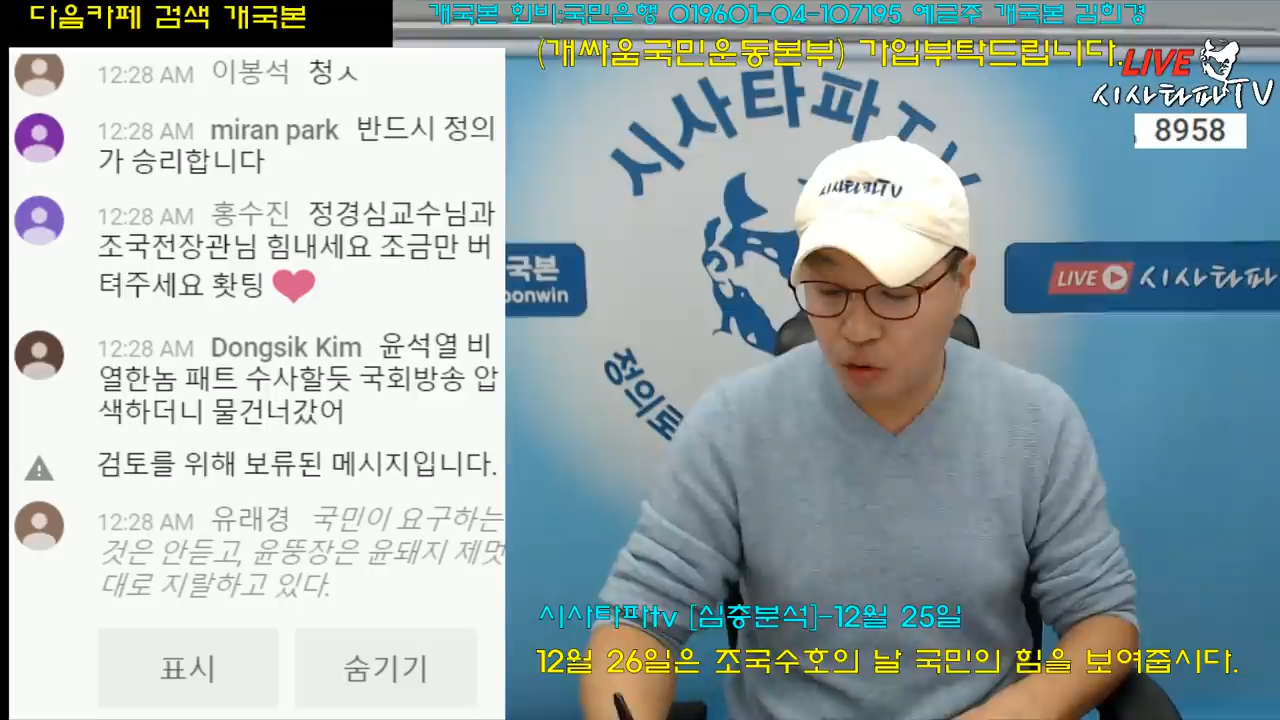 다음카페 검색 개국본
개국본 회비:국민은행 019601-04-107195 예금주 개국본 김희경
(개싸움국민운동본부) 가입부탁드립니다.
LIVE
시사타파TV
8958
12:28 AM 이봉석 청ㅅ
12:28 AM miran park 반드시 정의
가 승리합니다
12:28 AM 홍수진 정경심교수님과
조국전장관님 힘내세요 조금만 버
텨주세요 홧팅
12:28 AM Dongsik Kim 윤석열 비
열한놈 패트 수사할듯 국회방송 압
색하더니 물건너갔어
검토를 위해 보류된 메시지입니다.
12:28 AM 유래경 국민이 요구하는
것은 안듣고, 윤뚱장은 윤돼지 제멋
대로 지랄하고 있다.
표시 숨기기
시사타파TV
시사타파TV
국본
oonwin
LIVE 시사타파
정의토
시사타파tv [심층분석]-12월 25일
12월 26일은 조국수호의 날 국민의 힘을 보여줍시다.